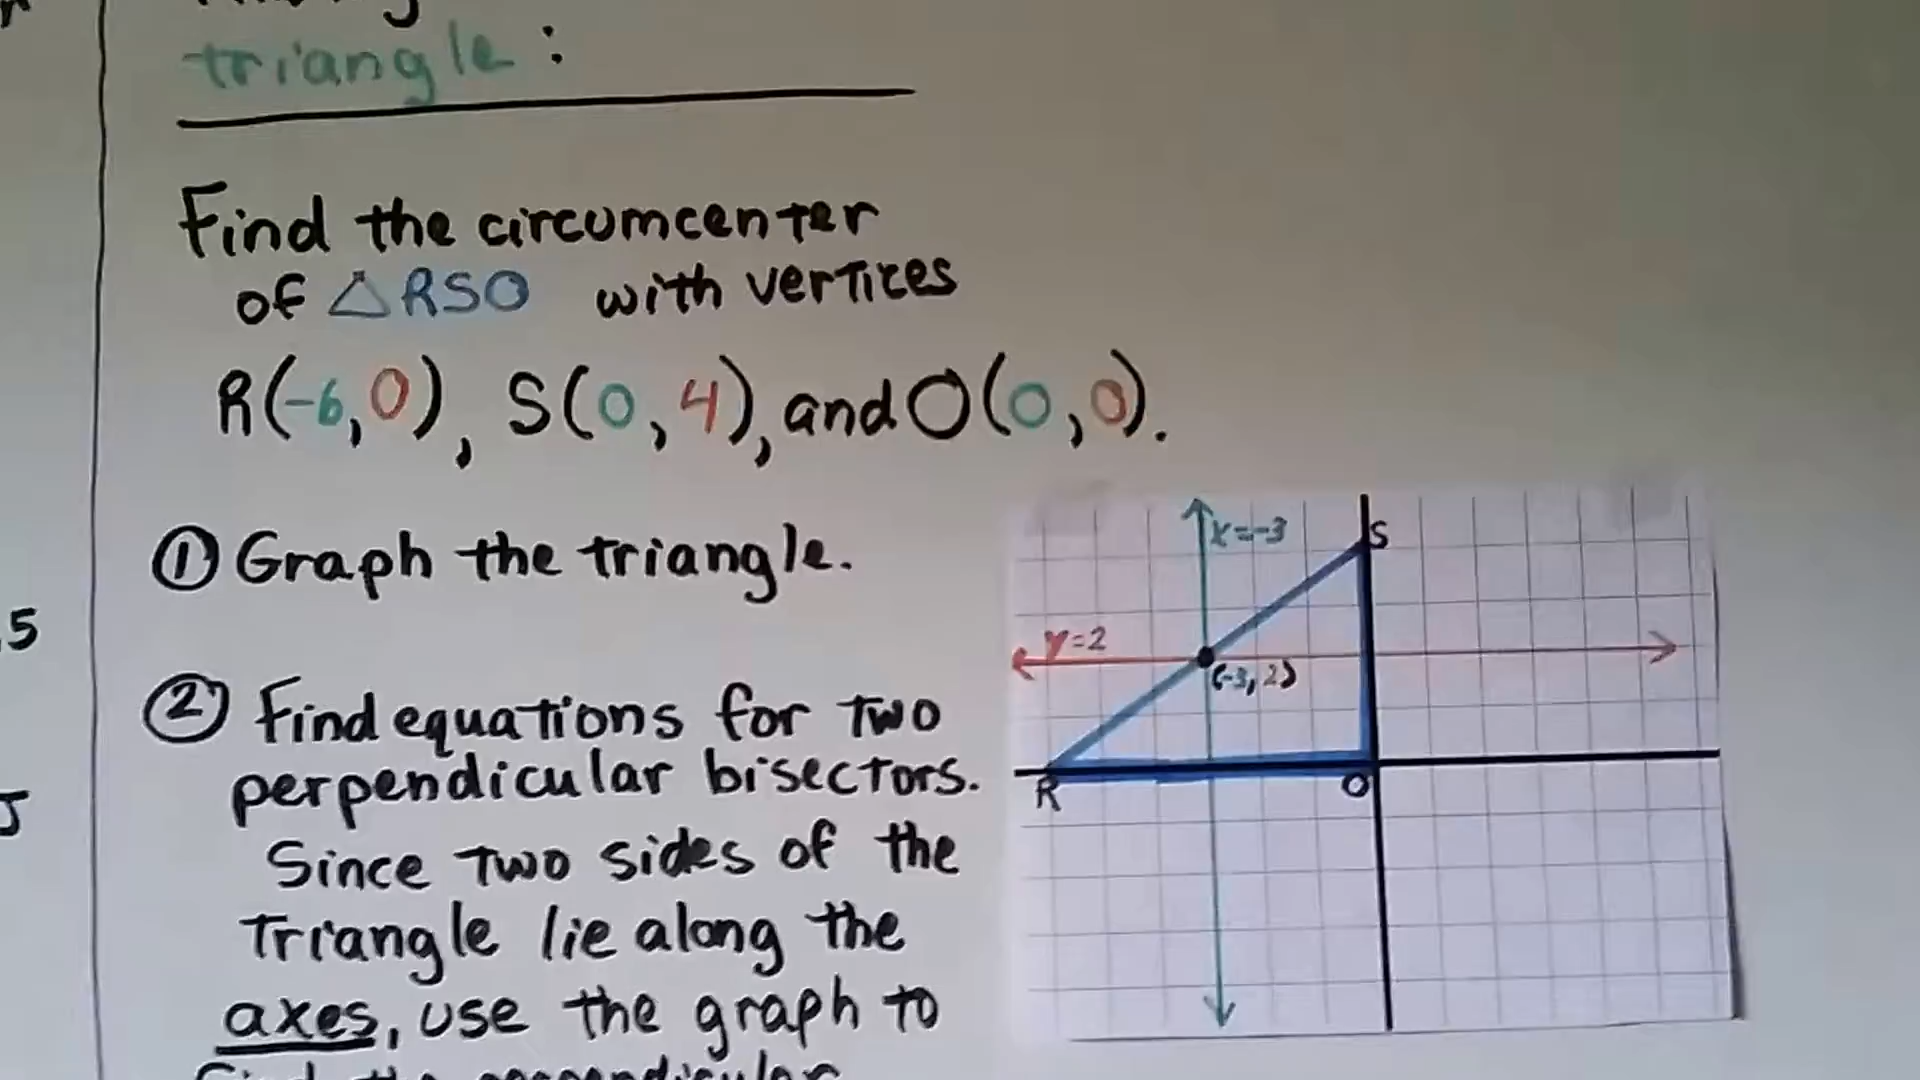 triangle:
Find the circumcenter
of △RSO with vertices
R(-6,0), S(0,4), and O(0,0).
① Graph the triangle.
② Find equations for two
perpendicular bisectors.
Since two sides of the
triangle lie along the
axes, use the graph to
perpendicular
x=-3
S
y=2
(-3,2)
R
O
5